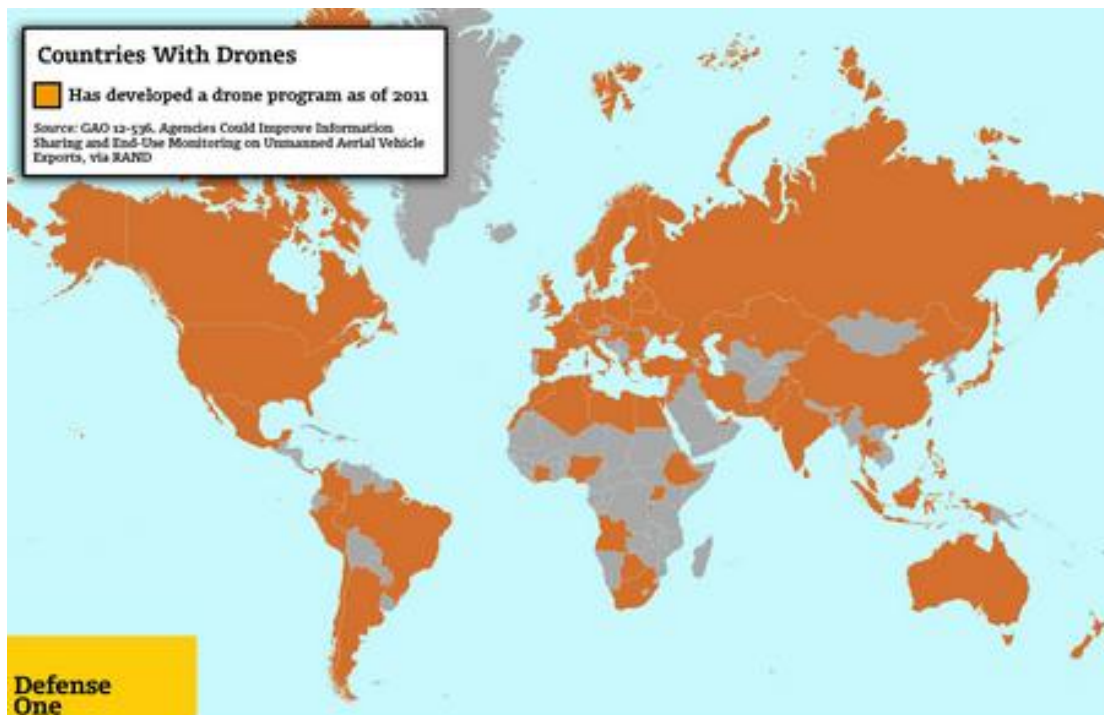 Countries With Drones
Has developed a drone program as of 2011
Source: GAO 12-536. Agencies Could Improve Information
Sharing and End-Use Monitoring on Unmanned Aerial Vehicle
Exports, via RAND
Defense
One